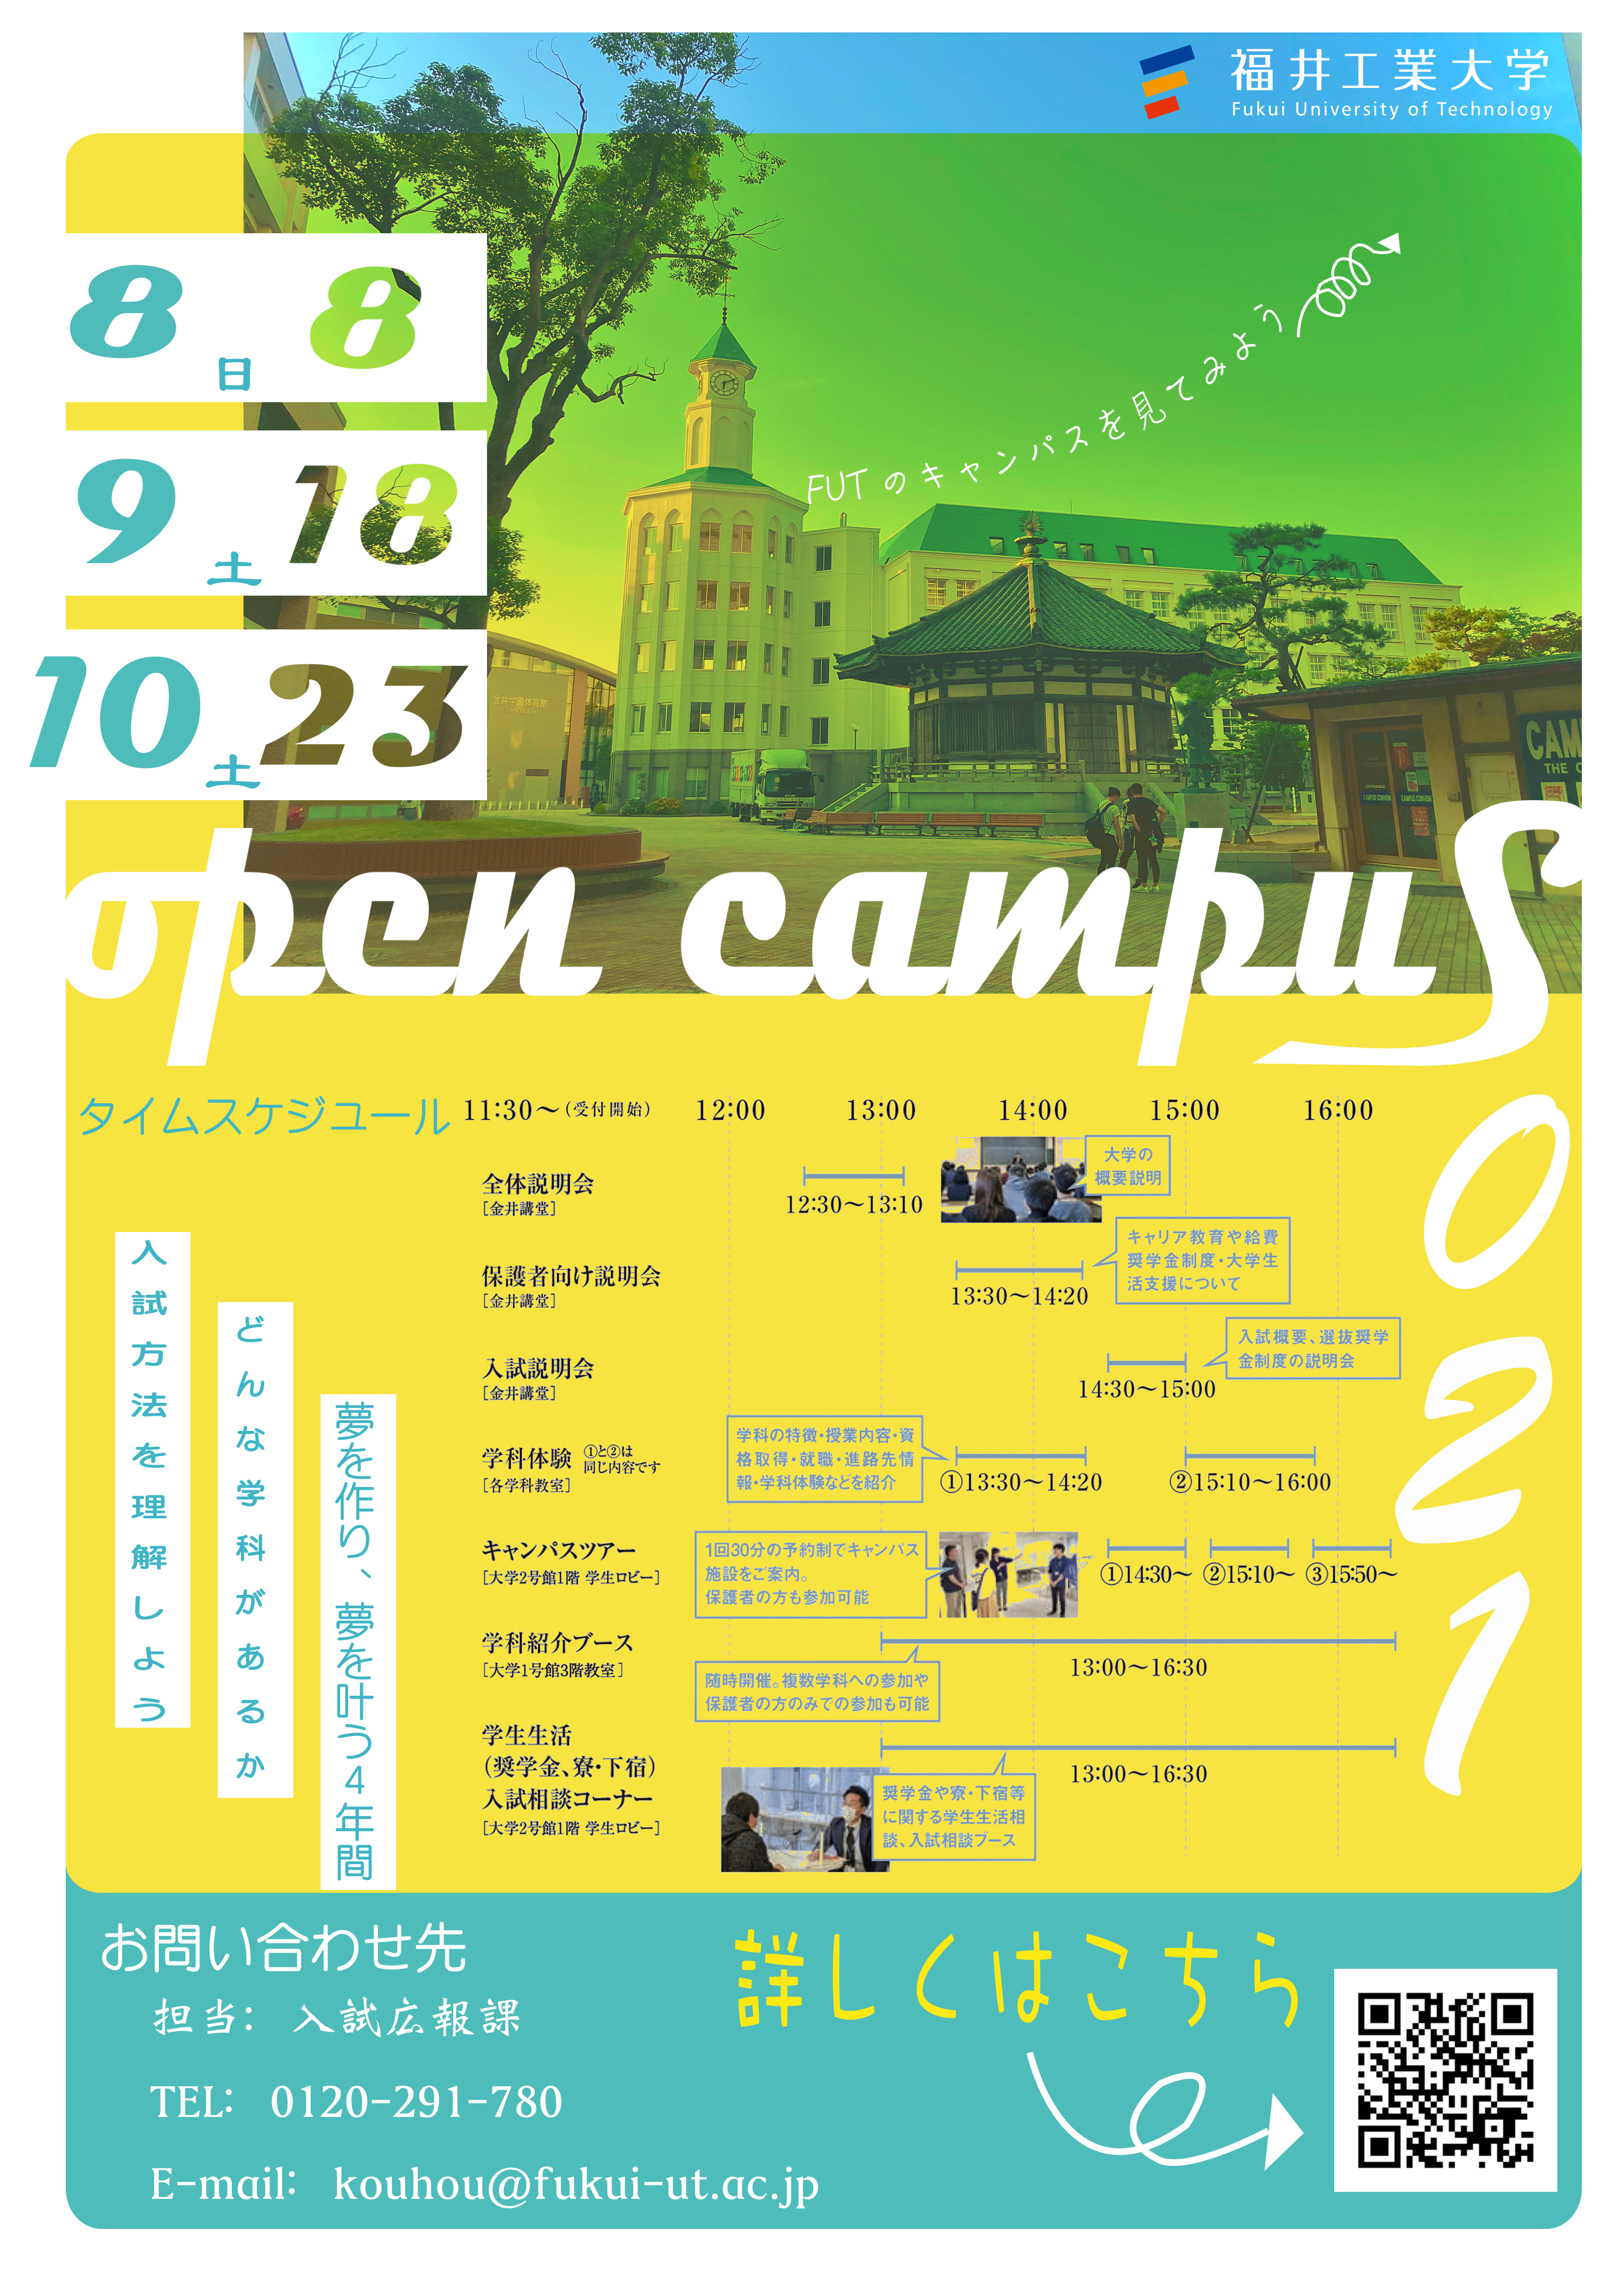 福井工業大学
Fukui University of Technology
8 日 8
9 土 18
10 土 23
FUTのキャンパスを見てみよう
金井学園体育館
open campus
2021
タイムスケジュール
11:30～(受付開始) 12:00 13:00 14:00 15:00 16:00
全体説明会
[金井講堂]
12:30～13:10
大学の
概要説明
保護者向け説明会
[金井講堂]
13:30～14:20
キャリア教育や給費
奨学金制度・大学生
活支援について
入試説明会
[金井講堂]
14:30～15:00
入試概要、選抜奨学
金制度の説明会
学科体験 ①と②は
同じ内容です
[各学科教室]
学科の特徴・授業内容・資
格取得・就職・進路先情
報・学科体験などを紹介
①13:30～14:20 ②15:10～16:00
キャンパスツアー
[大学2号館1階 学生ロビー]
1回30分の予約制でキャンパス
施設をご案内。
保護者の方も参加可能
①14:30～ ②15:10～ ③15:50～
学科紹介ブース
[大学1号館3階教室]
13:00～16:30
随時開催。複数学科への参加や
保護者の方のみでの参加も可能
学生生活
(奨学金、寮・下宿)
入試相談コーナー
[大学2号館1階 学生ロビー]
13:00～16:30
奨学金や寮・下宿等
に関する学生生活相
談、入試相談ブース
入試方法を理解しよう
どんな学科があるか
夢を作り、夢を叶う4年間
お問い合わせ先
担当： 入試広報課
TEL: 0120-291-780
E-mail: kouhou@fukui-ut.ac.jp
詳しくはこちら